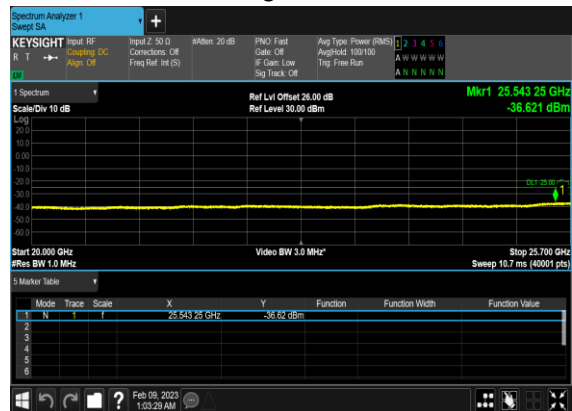 Spectrum Analyzer 1
Swept SA
+
KEYSIGHT Input: RF Input Z: 50 Ω #Atten: 20 dB PNO: Fast Avg Type: Power (RMS) 1 2 3 4 5 6
R T Coupling: DC Corrections: Off Gate: Off Avg|Hold: 100/100 A W W W W W
Align: Off Freq Ref: Int (S) IF Gain: Low Trig: Free Run
Sig Track: Off A N N N N N
LV
1 Spectrum Ref Lvl Offset 26.00 dB Mkr1 25.543 25 GHz
Scale/Div 10 dB Ref Level 30.00 dBm -36.621 dBm
Log
20.0
10.0
0.00
-10.0
-20.0
-30.0
-40.0
-50.0
-60.0
1
Start 20.000 GHz Video BW 3.0 MHz* Stop 25.700 GHz
#Res BW 1.0 MHz Sweep 10.7 ms (40001 pts)
5 Marker Table
Mode Trace Scale X Y Function Function Width Function Value
1 N 1 f 25.543 25 GHz -36.62 dBm
2
3
4
5
6
? Feb 09, 2023
1:03:29 AM